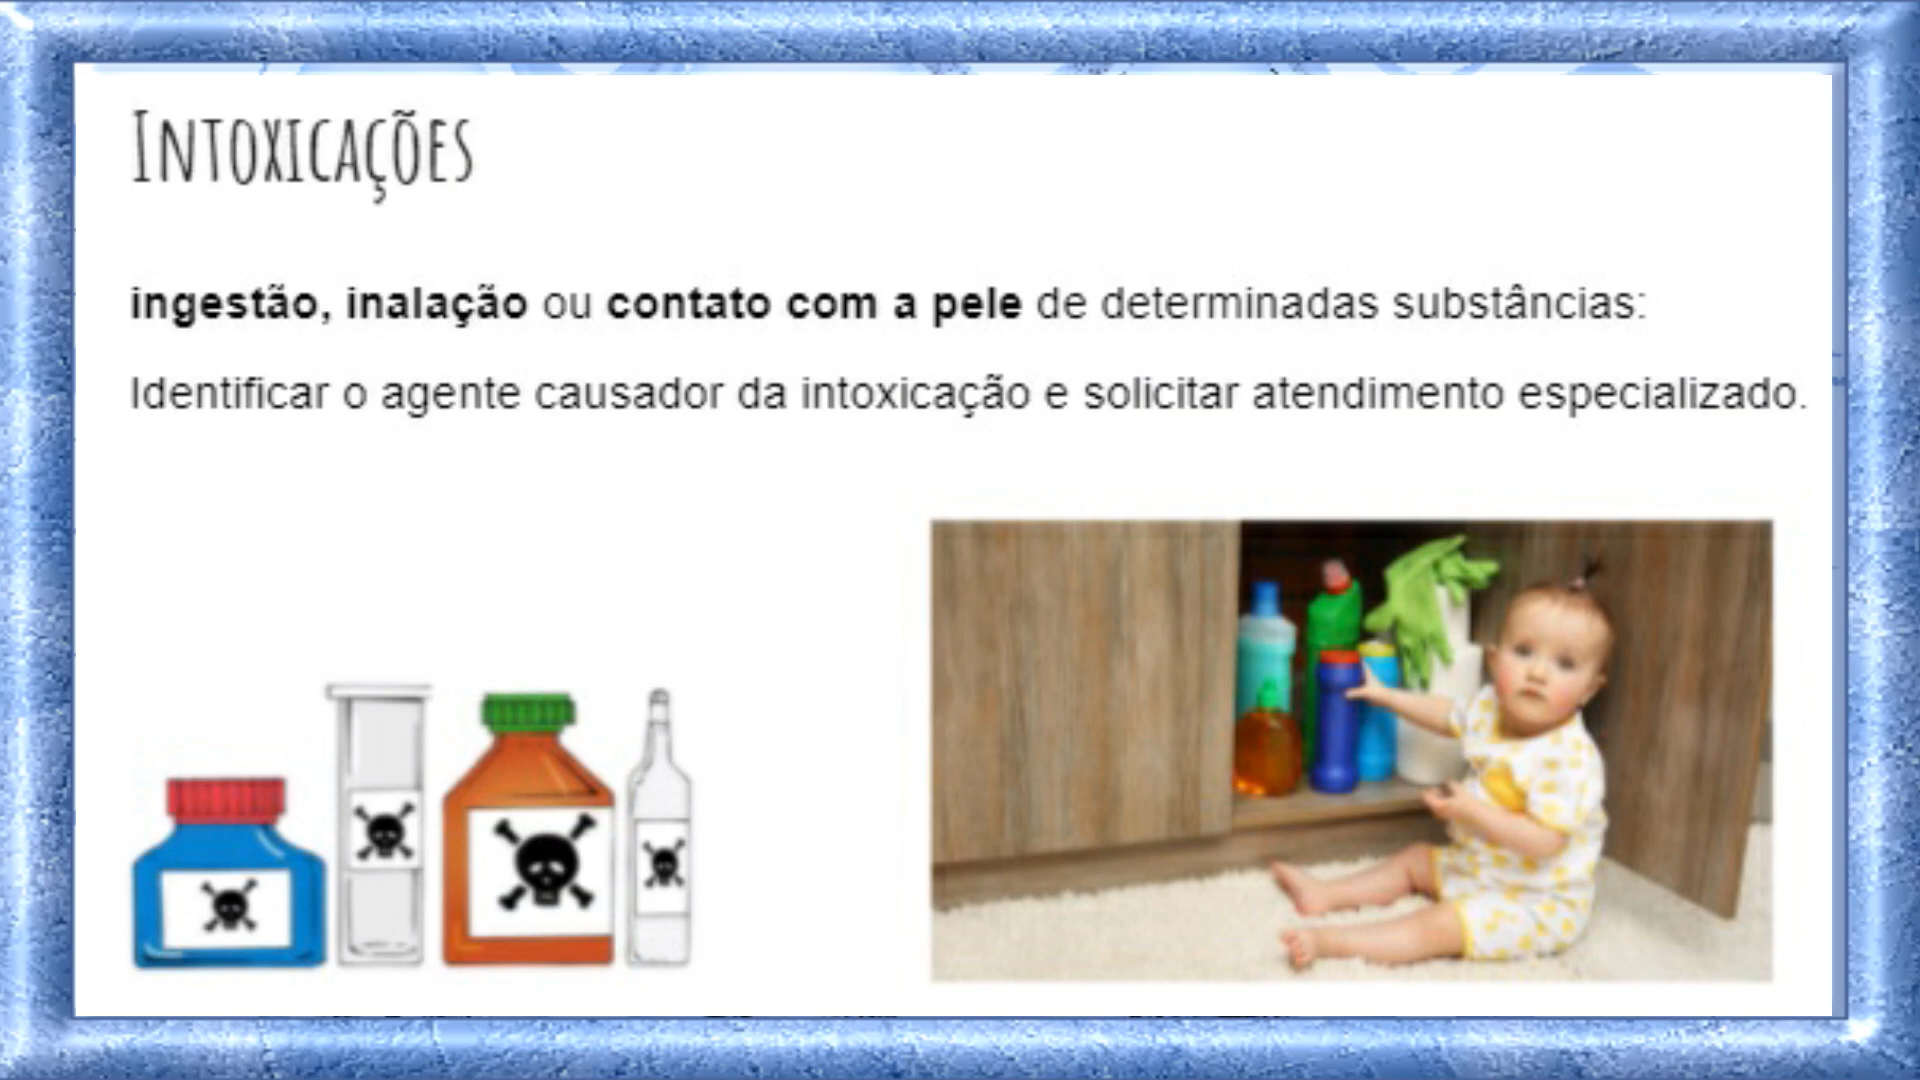 Intoxicações
ingestão, inalação ou contato com a pele de determinadas substâncias:
Identificar o agente causador da intoxicação e solicitar atendimento especializado.